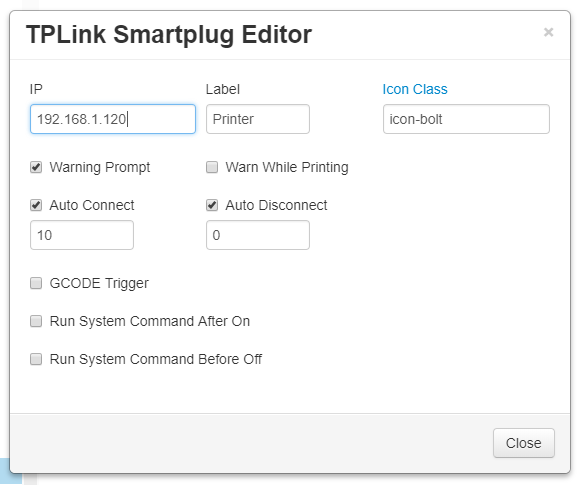 TPLink Smartplug Editor ×
IP Label Icon Class
192.168.1.120 Printer icon-bolt
Warning Prompt Warn While Printing
Auto Connect Auto Disconnect
10 0
GCODE Trigger
Run System Command After On
Run System Command Before Off
Close